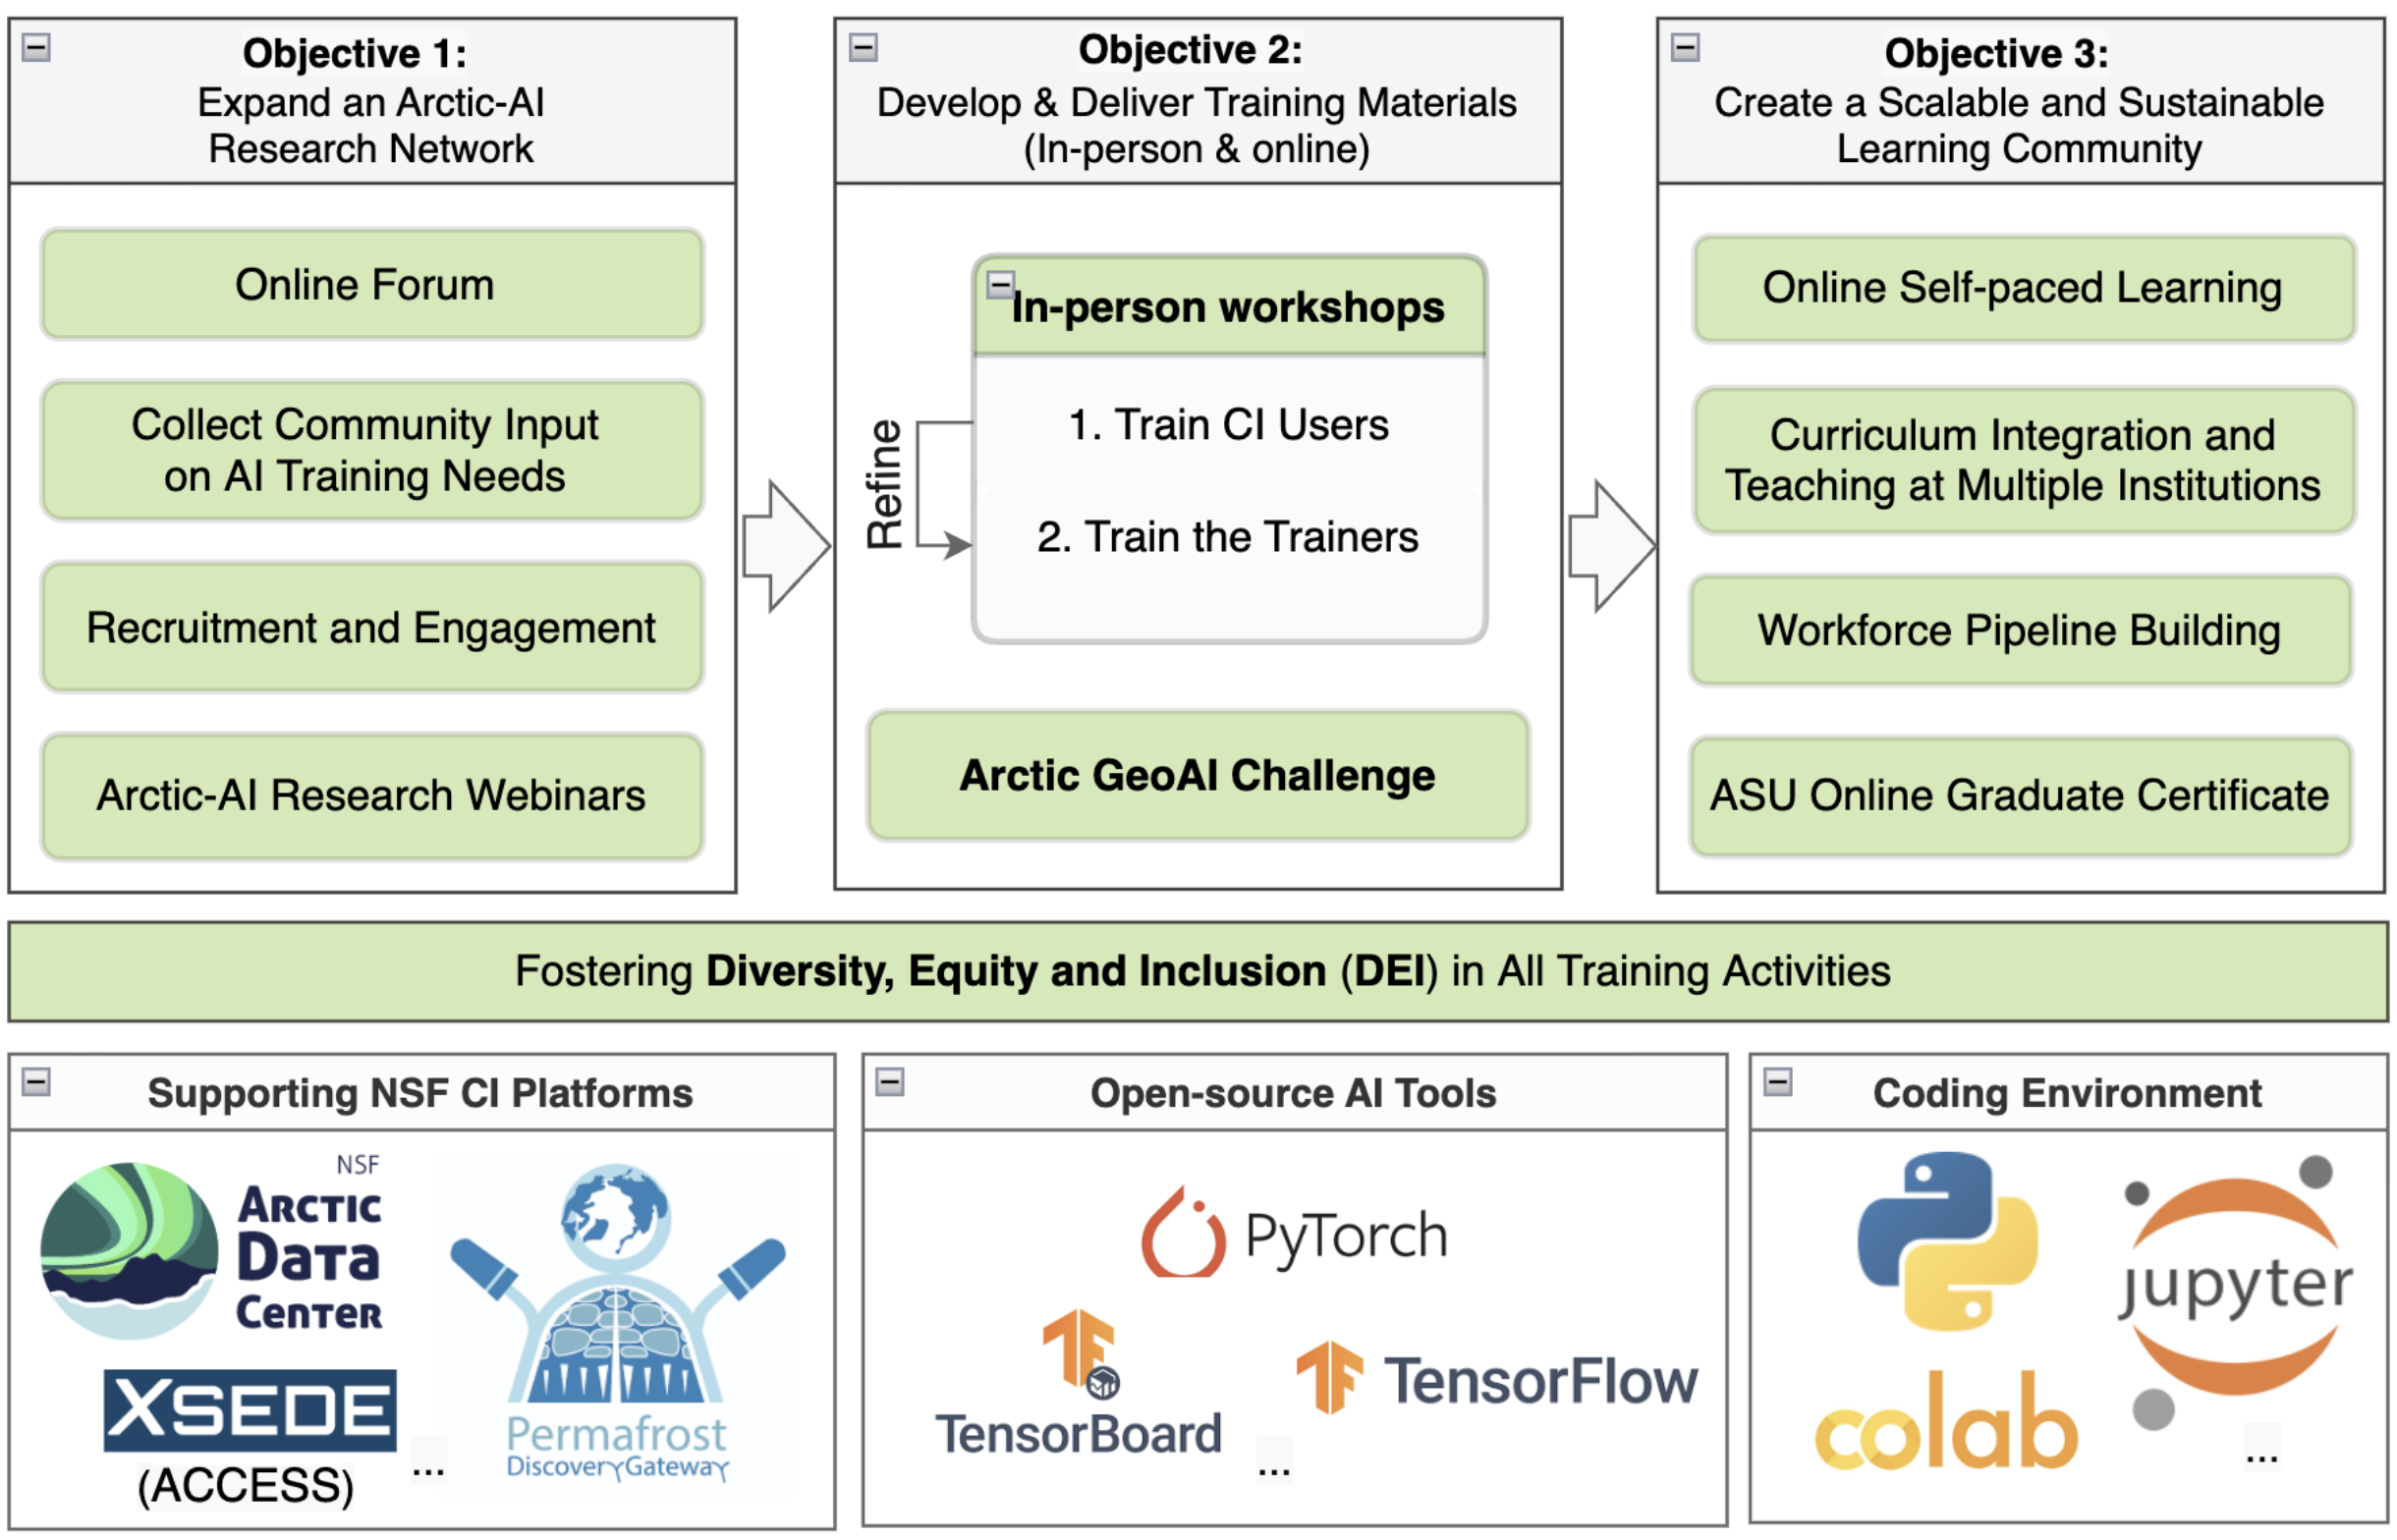 Objective 1:
Expand an Arctic-AI
Research Network
Online Forum
Collect Community Input
on AI Training Needs
Recruitment and Engagement
Arctic-AI Research Webinars
Objective 2:
Develop & Deliver Training Materials
(In-person & online)
In-person workshops
Refine
1. Train CI Users
2. Train the Trainers
Arctic GeoAI Challenge
Objective 3:
Create a Scalable and Sustainable
Learning Community
Online Self-paced Learning
Curriculum Integration and
Teaching at Multiple Institutions
Workforce Pipeline Building
ASU Online Graduate Certificate
Fostering Diversity, Equity and Inclusion (DEI) in All Training Activities
Supporting NSF CI Platforms
NSF
ARCTIC
DATA
CENTER
XSEDE
(ACCESS)
...
Permafrost
DiscoveryGateway
Open-source AI Tools
PyTorch
TensorBoard
TensorFlow
...
Coding Environment
jupyter
colab
...